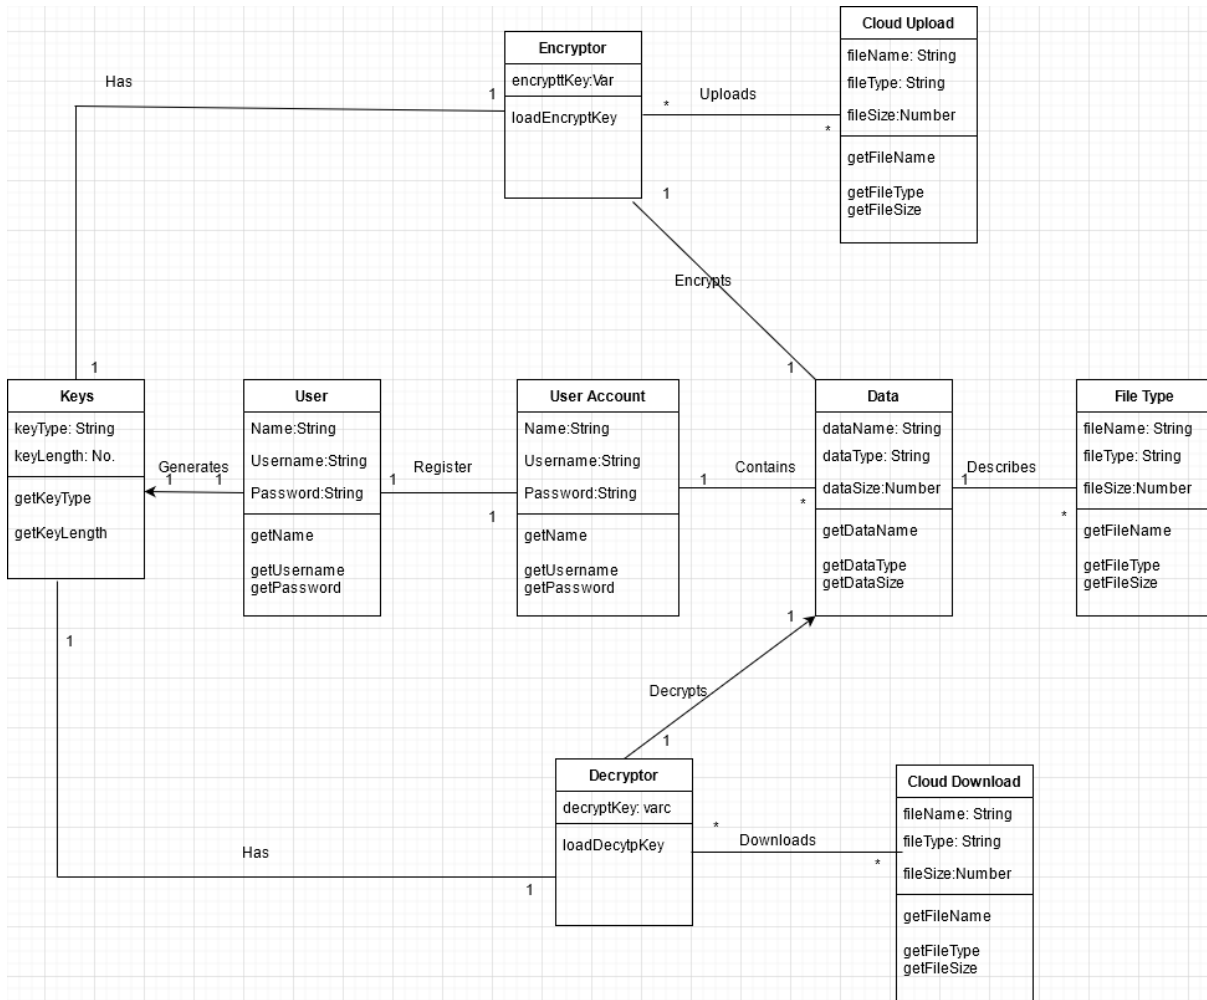 Cloud Upload
fileName: String
fileType: String
fileSize:Number
getFileName
getFileType
getFileSize
Encryptor
encrypttKey:Var
loadEncryptKey
Has
1
1
Uploads
*
*
1
Encrypts
1
Keys
keyType: String
keyLength: No.
getKeyType
getKeyLength
Generates
1
1
User
Name:String
Username:String
Password:String
getName
getUsername
getPassword
Register
1
1
User Account
Name:String
Username:String
Password:String
getName
getUsername
getPassword
Contains
1
*
Data
dataName: String
dataType: String
dataSize:Number
getDataName
getDataType
getDataSize
Describes
1
*
File Type
fileName: String
fileType: String
fileSize:Number
getFileName
getFileType
getFileSize
1
Decrypts
1
1
Has
1
Decryptor
decryptKey: varc
loadDecytpKey
*
Downloads
*
Cloud Download
fileName: String
fileType: String
fileSize:Number
getFileName
getFileType
getFileSize